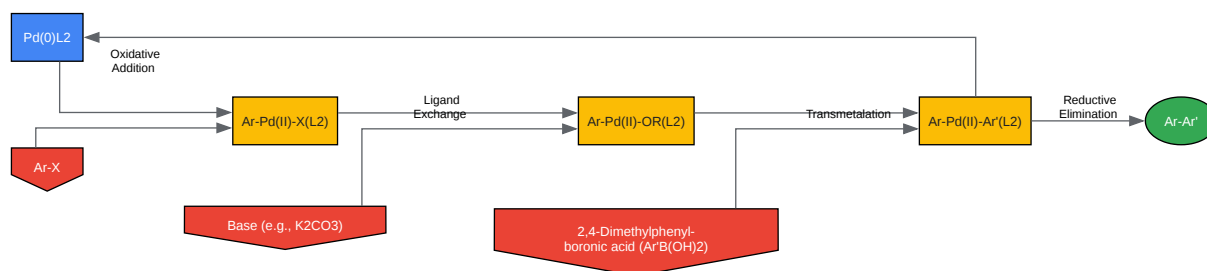 Pd(0)L2
Oxidative
Addition
Ar-X
Ar-Pd(II)-X(L2)
Ligand
Exchange
Base (e.g., K2CO3)
Ar-Pd(II)-OR(L2)
Transmetalation
2,4-Dimethylphenyl-
boronic acid (Ar'B(OH)2)
Ar-Pd(II)-Ar'(L2)
Reductive
Elimination
Ar-Ar'